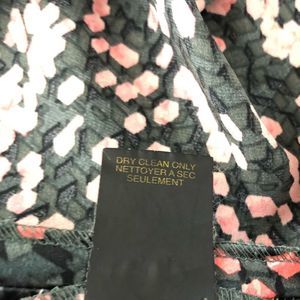 DRY CLEAN ONLY
NETTOYER A SEC
SEULEMENT